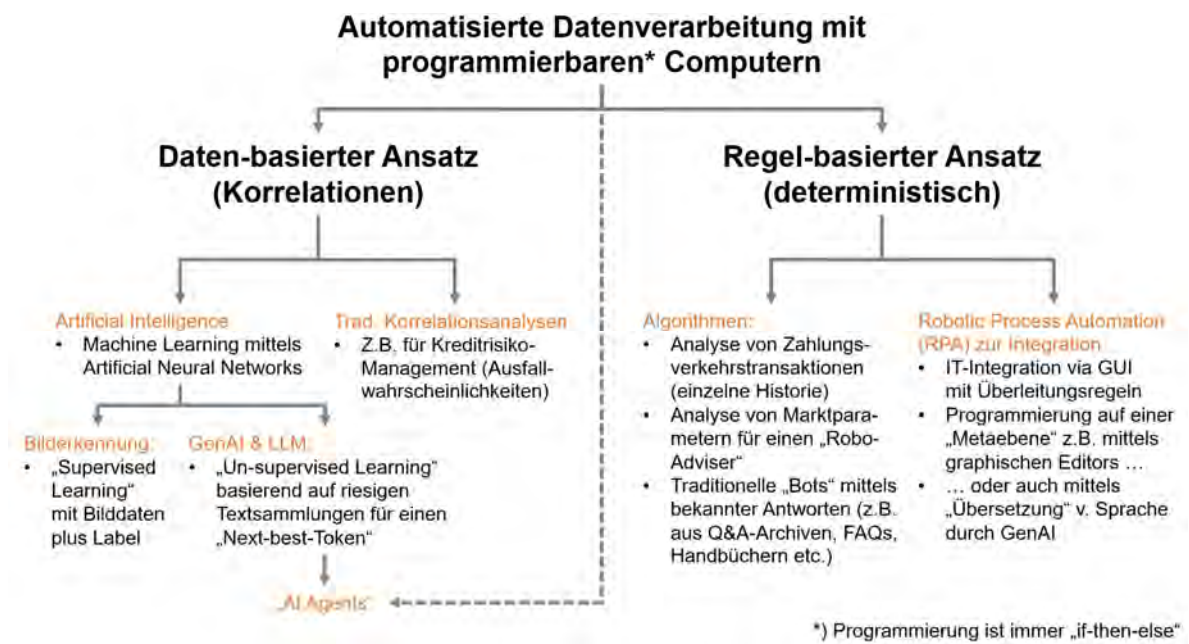 Automatisierte Datenverarbeitung mit
programmierbaren* Computern
Daten-basierter Ansatz
(Korrelationen)
Regel-basierter Ansatz
(deterministisch)
Artificial Intelligence
• Machine Learning mittels
Artificial Neural Networks
Trad. Korrelationsanalysen
• Z.B, für Kreditrisiko-
Management (Ausfall-
wahrscheinlichkeiten)
Bilderkennung:
• „Supervised
Learning“
mit Bilddaten
plus Label
GenAI & LLM:
• „Un-supervised Learning“
basierend auf riesigen
Textsammlungen für einen
„Next-best-Token“
„AI Agents“
Algorithmen:
• Analyse von Zahlungs-
verkehrstransaktionen
(einzelne Historie)
• Analyse von Marktpara-
metern für einen „Robo-
Adviser“
• Traditionelle „Bots“ mittels
bekannter Antworten (z.B.
aus Q&A-Archiven, FAQs,
Handbüchern etc.)
Robotic Process Automation
(RPA) zur Integration
• IT-Integration via GUI
mit Überleitungsregeln
• Programmierung auf einer
„Metaebene“ z.B. mittels
graphischen Editors …
• … oder auch mittels
„Übersetzung“ v. Sprache
durch GenAI
*) Programmierung ist immer „if-then-else“